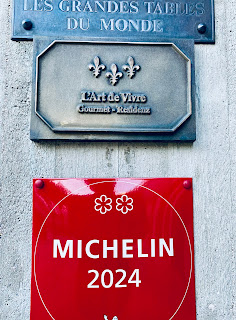 LES GRANDES TABLES
DU MONDE
L'Art de Vivre
Gourmet - Residenz
MICHELIN
2024